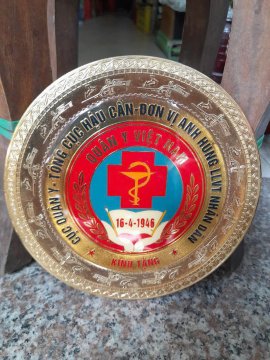 CỤC QUÂN Y - TỔNG CỤC HẬU CẦN - ĐƠN VỊ ANH HÙNG LLVT NHÂN DÂN
QUÂN Y VIỆT NAM
16-4-1946
KÍNH TẶNG